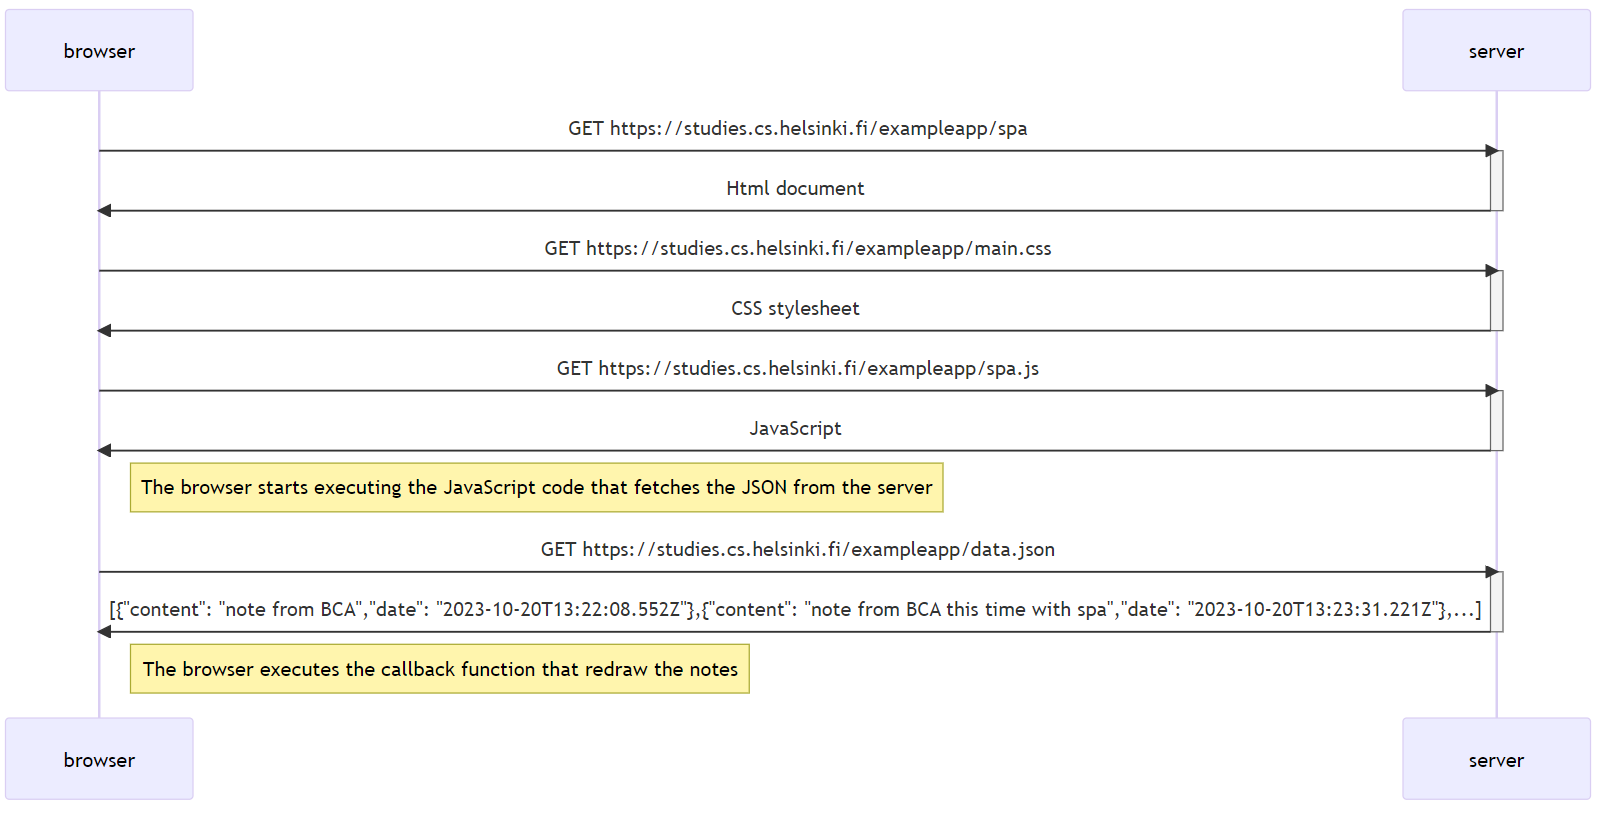 browser
server
GET https://studies.cs.helsinki.fi/exampleapp/spa
Html document
GET https://studies.cs.helsinki.fi/exampleapp/main.css
CSS stylesheet
GET https://studies.cs.helsinki.fi/exampleapp/spa.js
JavaScript
The browser starts executing the JavaScript code that fetches the JSON from the server
GET https://studies.cs.helsinki.fi/exampleapp/data.json
[{"content": "note from BCA","date": "2023-10-20T13:22:08.552Z"},{"content": "note from BCA this time with spa","date": "2023-10-20T13:23:31.221Z"},...]
The browser executes the callback function that redraw the notes
browser
server